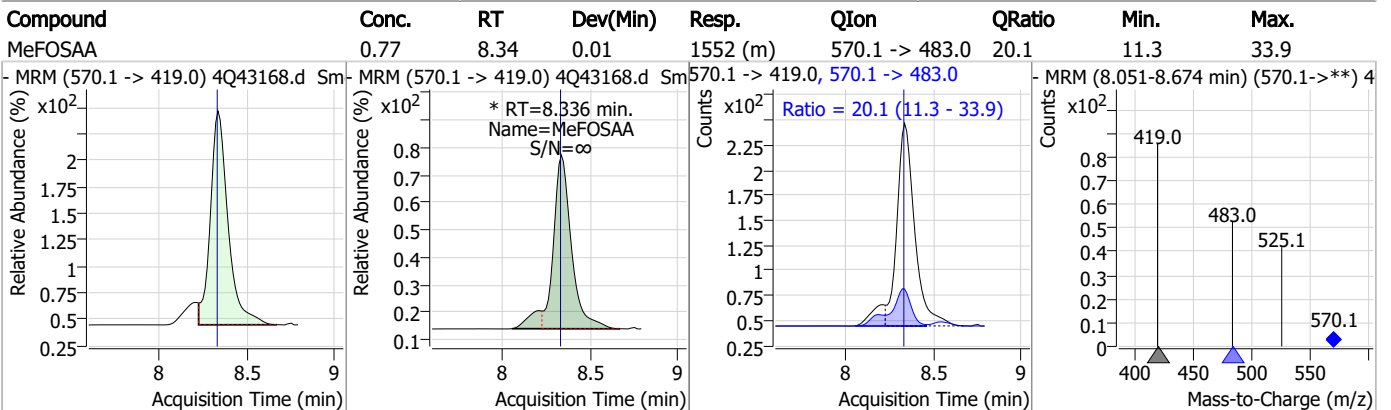 Compound Conc. RT Dev(Min) Resp. QIon QRatio Min. Max.
MeFOSAA 0.77 8.34 0.01 1552 (m) 570.1 -> 483.0 20.1 11.3 33.9
- MRM (570.1 -> 419.0) 4Q43168.d Sm
x10²
Relative Abundance (%)
2
1.75
1.5
1.25
1
0.75
0.5
0.25
8 8.5 9
Acquisition Time (min)
- MRM (570.1 -> 419.0) 4Q43168.d Sm
x10²
* RT=8.336 min.
Name=MeFOSAA
S/N=∞
Relative Abundance (%)
0.8
0.7
0.6
0.5
0.4
0.3
0.2
0.1
8 8.5 9
Acquisition Time (min)
570.1 -> 419.0, 570.1 -> 483.0
x10²
Ratio = 20.1 (11.3 - 33.9)
Counts
2.25
2
1.75
1.5
1.25
1
0.75
0.5
0.25
8 8.5 9
Acquisition Time (min)
- MRM (8.051-8.674 min) (570.1->**) 4
x10²
Counts
0.8
0.7
0.6
0.5
0.4
0.3
0.2
0.1
0
419.0
483.0
525.1
570.1
400 450 500 550
Mass-to-Charge (m/z)